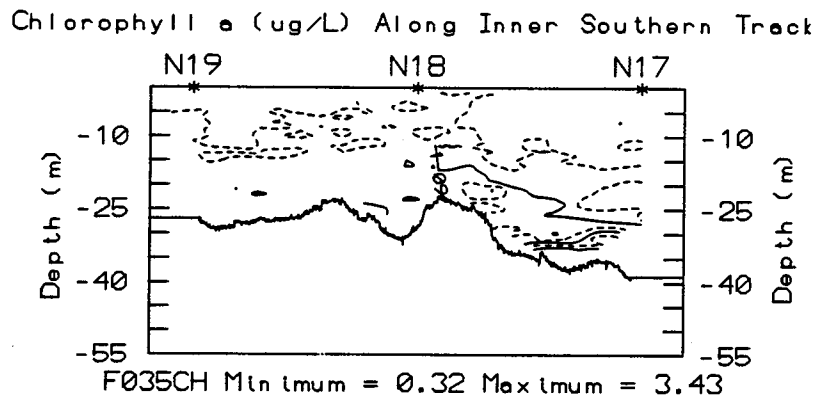 Chlorophyll a (ug/L) Along Inner Southern Track
N19 N18 N17
-10 -10
-25 -25
-40 -40
-55 -55
Depth (m)
Depth (m)
F035CH Minimum = 0.32 Maximum = 3.43